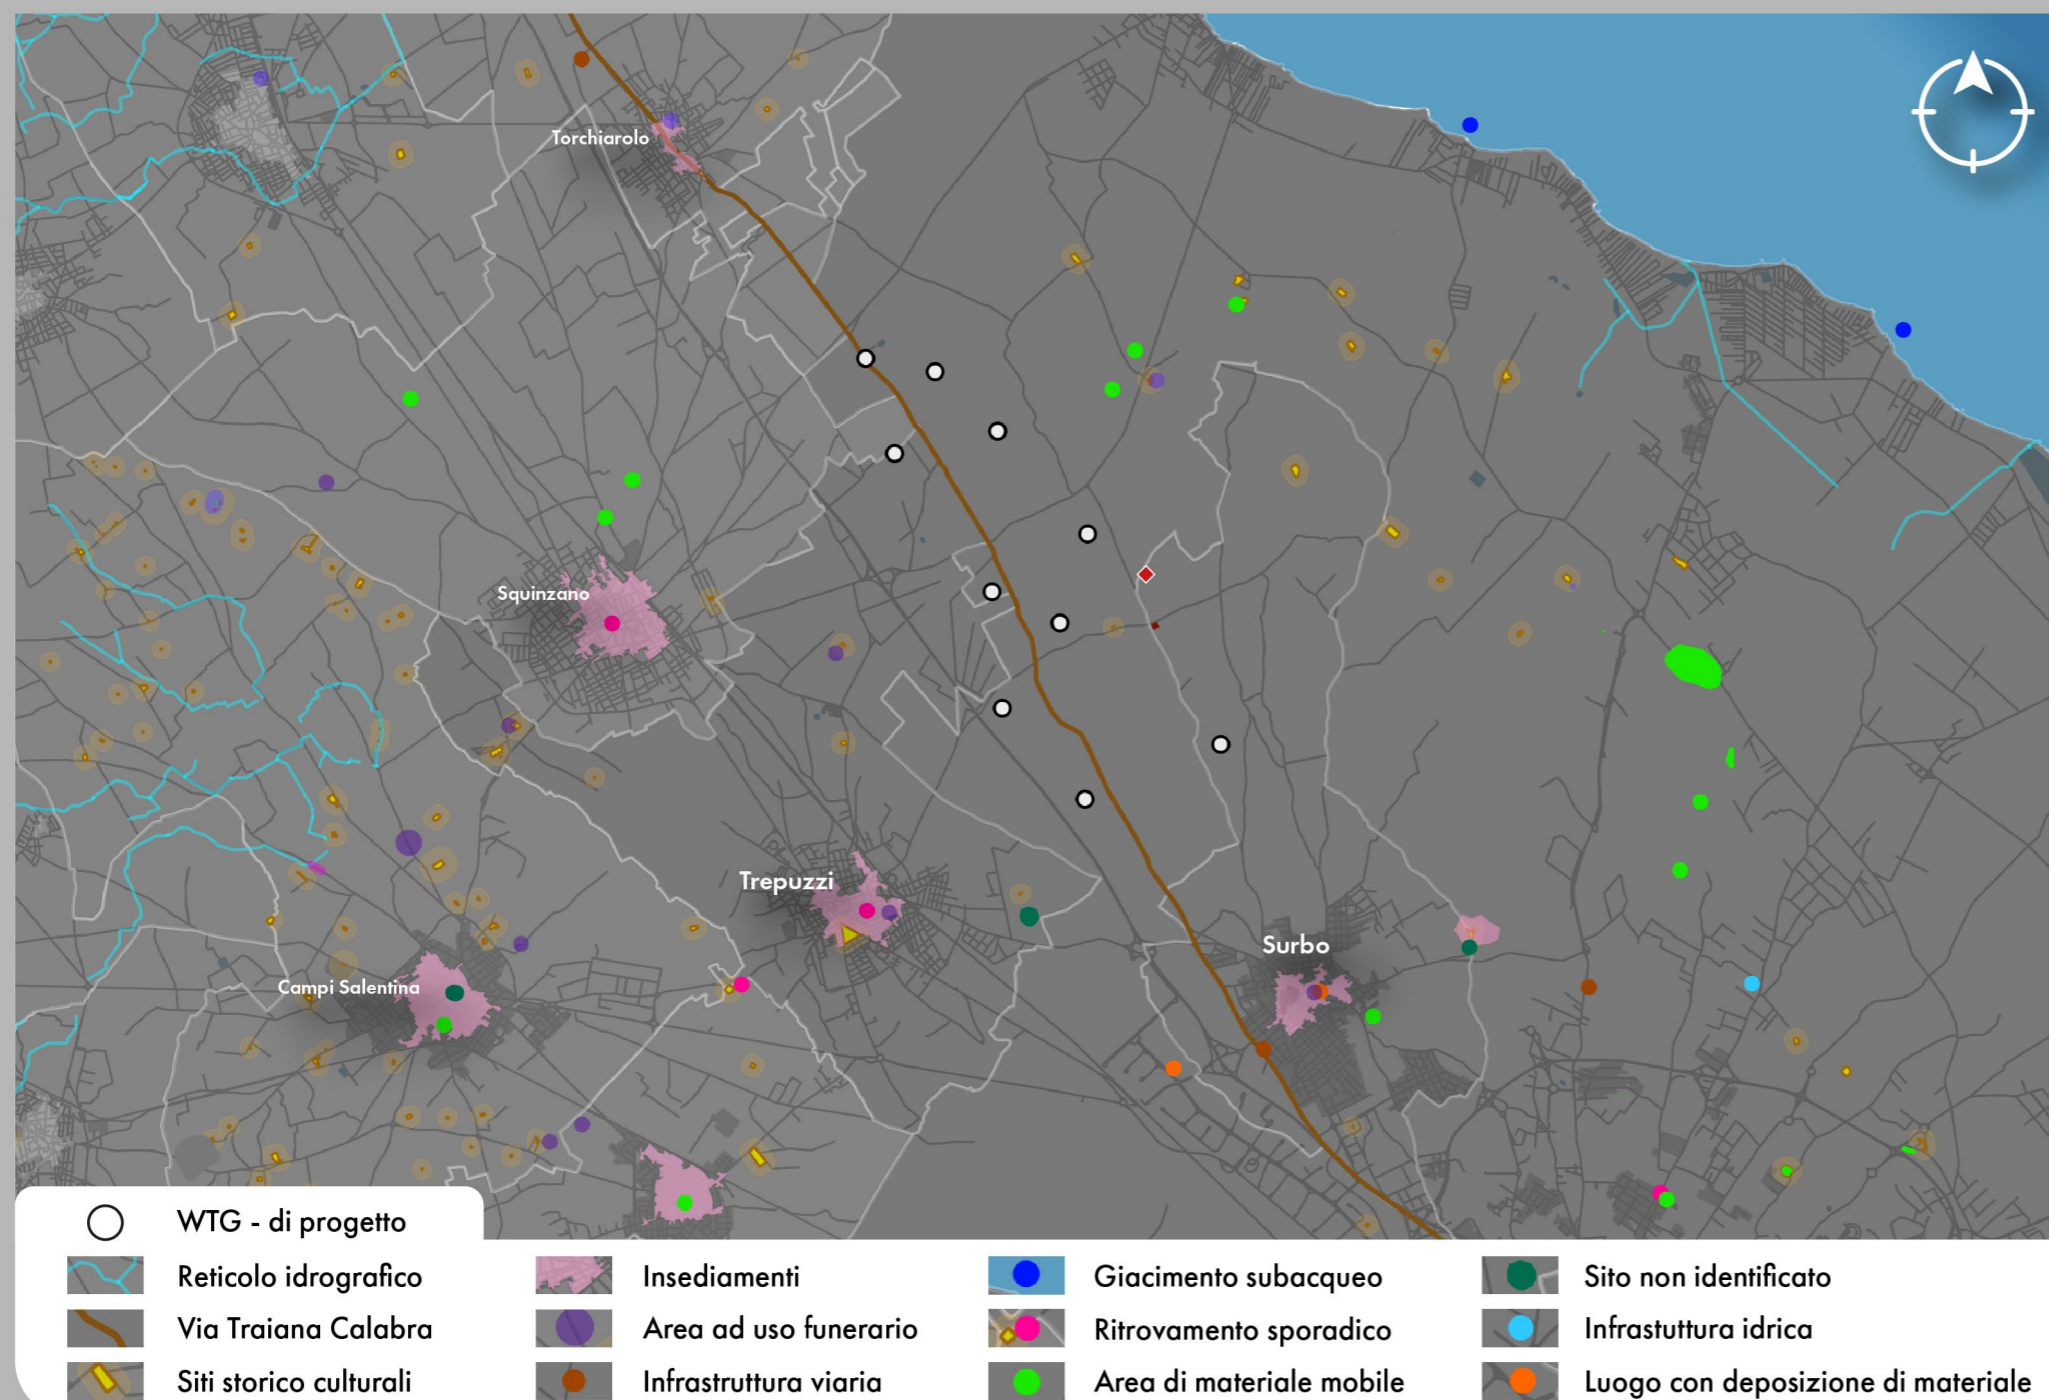 Torchiarolo
Squinzano
Trepuzzi
Surbo
Campi Salentina
WTG - di progetto
Reticolo idrografico
Via Traiana Calabra
Siti storico culturali
Insediamenti
Area ad uso funerario
Infrastruttura viaria
Giacimento subacqueo
Ritrovamento sporadico
Area di materiale mobile
Sito non identificato
Infrastuttura idrica
Luogo con deposizione di materiale